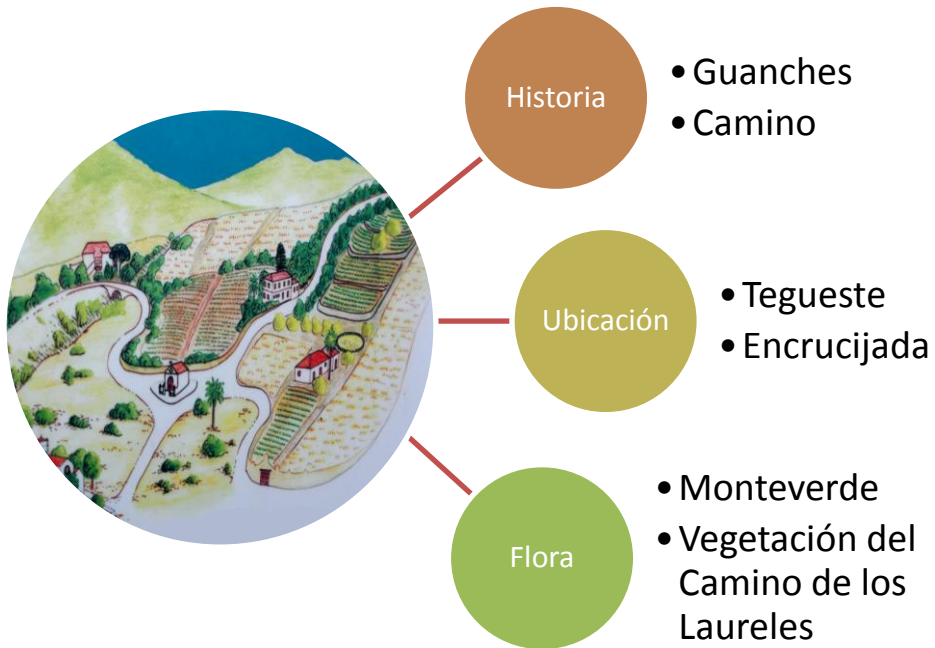 Historia
• Guanches
• Camino
Ubicación
• Tegueste
• Encrucijada
Flora
• Monteverde
• Vegetación del
Camino de los
Laureles